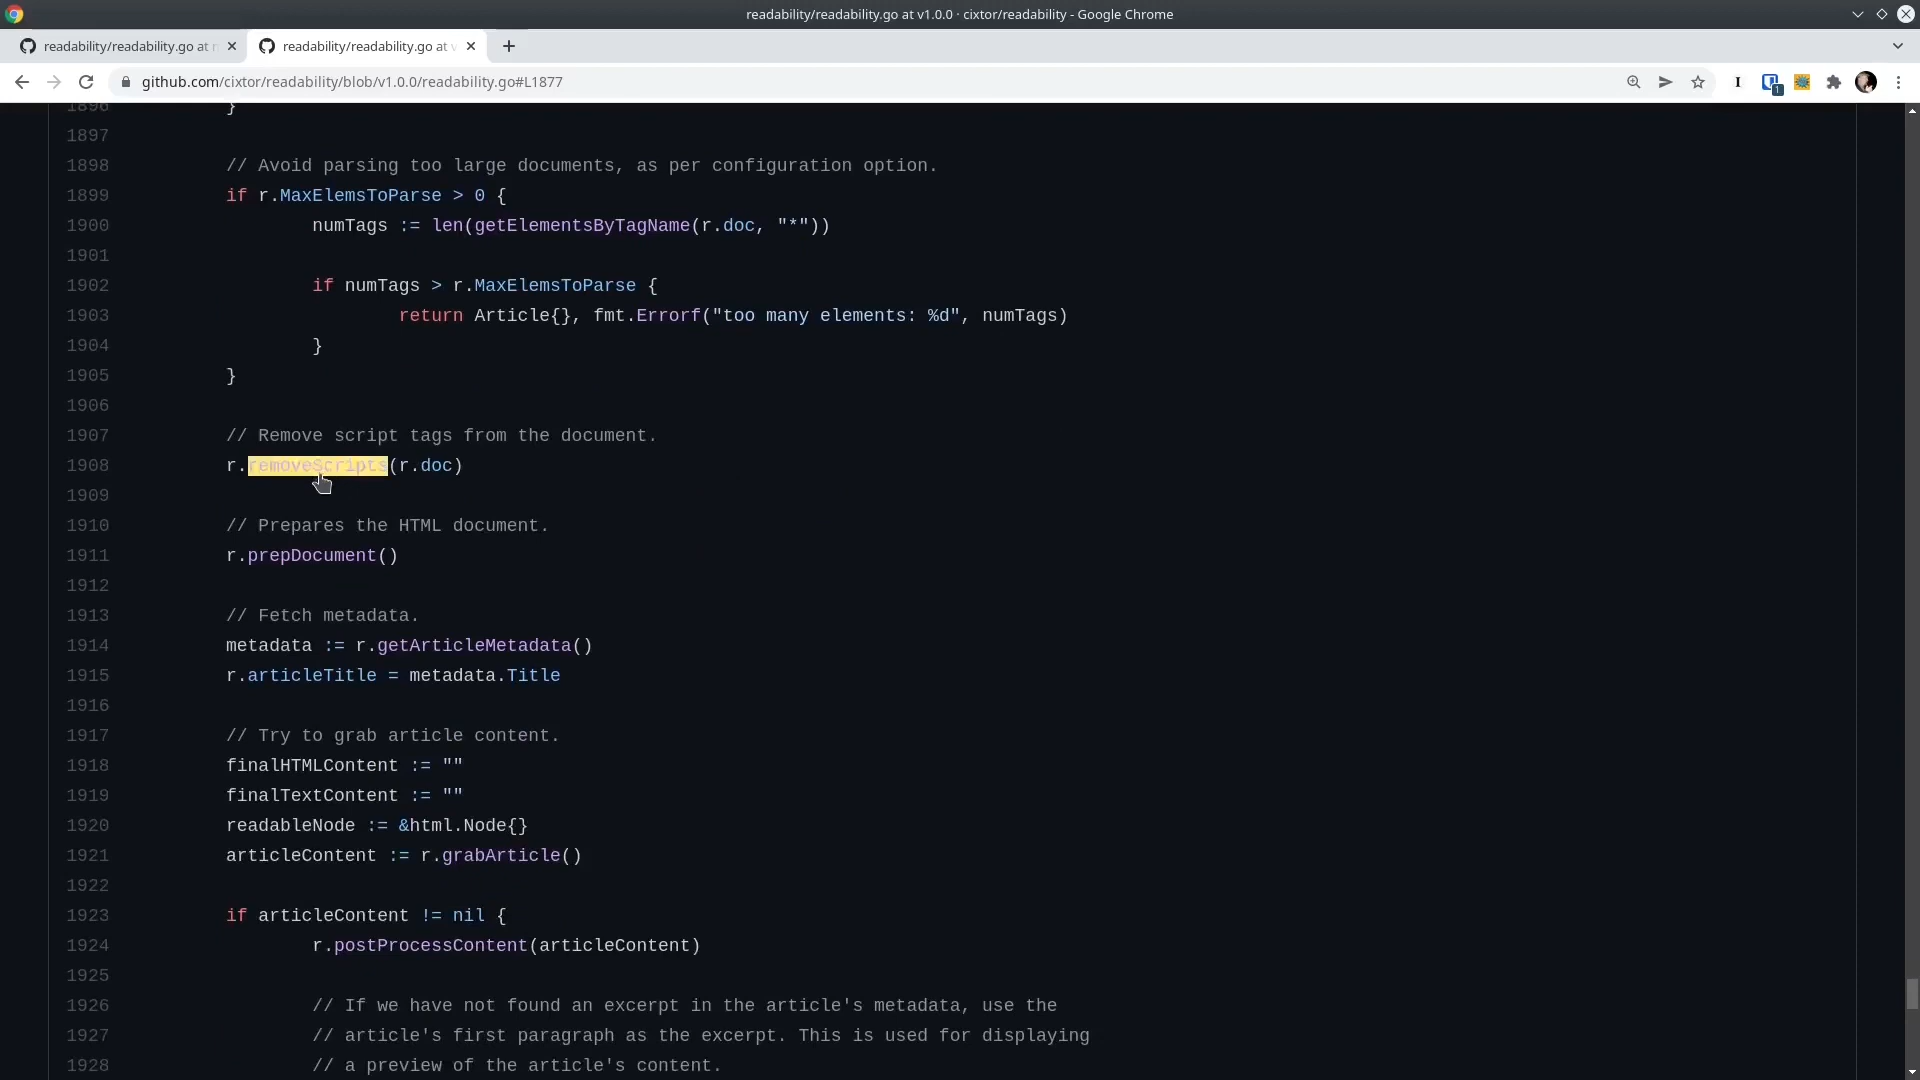 readability/readability.go at v1.0.0 · cixtor/readability - Google Chrome
readability/readability.go at
readability/readability.go at v
github.com/cixtor/readability/blob/v1.0.0/readability.go#L1877
1896 }
1897
1898 // Avoid parsing too large documents, as per configuration option.
1899 if r.MaxElemsToParse > 0 {
1900 numTags := len(getElementsByTagName(r.doc, "*"))
1901
1902 if numTags > r.MaxElemsToParse {
1903 return Article{}, fmt.Errorf("too many elements: %d", numTags)
1904 }
1905 }
1906
1907 // Remove script tags from the document.
1908 r.removeScripts(r.doc)
1909
1910 // Prepares the HTML document.
1911 r.prepDocument()
1912
1913 // Fetch metadata.
1914 metadata := r.getArticleMetadata()
1915 r.articleTitle = metadata.Title
1916
1917 // Try to grab article content.
1918 finalHTMLContent := ""
1919 finalTextContent := ""
1920 readableNode := &html.Node{}
1921 articleContent := r.grabArticle()
1922
1923 if articleContent != nil {
1924 r.postProcessContent(articleContent)
1925
1926 // If we have not found an excerpt in the article's metadata, use the
1927 // article's first paragraph as the excerpt. This is used for displaying
1928 // a preview of the article's content.